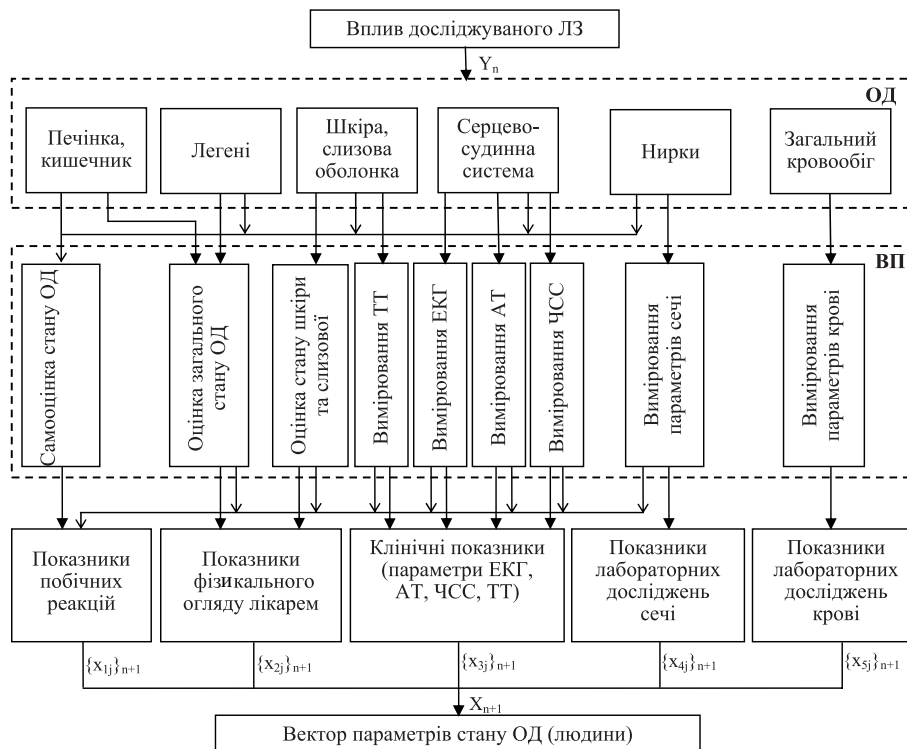 Вплив досліджуваного ЛЗ
Yn
ОД
Печінка,
кишечник
Легені
Шкіра,
слизова
оболонка
Серцево-
судинна
система
Нирки
Загальний
кровообіг
ВП
Самооцінка стану ОД
Оцінка загального
стану ОД
Оцінка стану шкіри
та слизової
Вимірювання ТТ
Вимірювання ЕКГ
Вимірювання АТ
Вимірювання ЧСС
Вимірювання
параметрів сечі
Вимірювання
параметрів крові
Показники
побічних
реакцій
Показники
фізикального
огляду лікарем
Клінічні показники
(параметри ЕКГ,
АТ, ЧСС, ТТ)
Показники
лабораторних
досліджень
сечі
Показники
лабораторних
досліджень
крові
{x1j}n+1
{x2j}n+1
{x3j}n+1
{x4j}n+1
{x5j}n+1
Xn+1
Вектор параметрів стану ОД (людини)